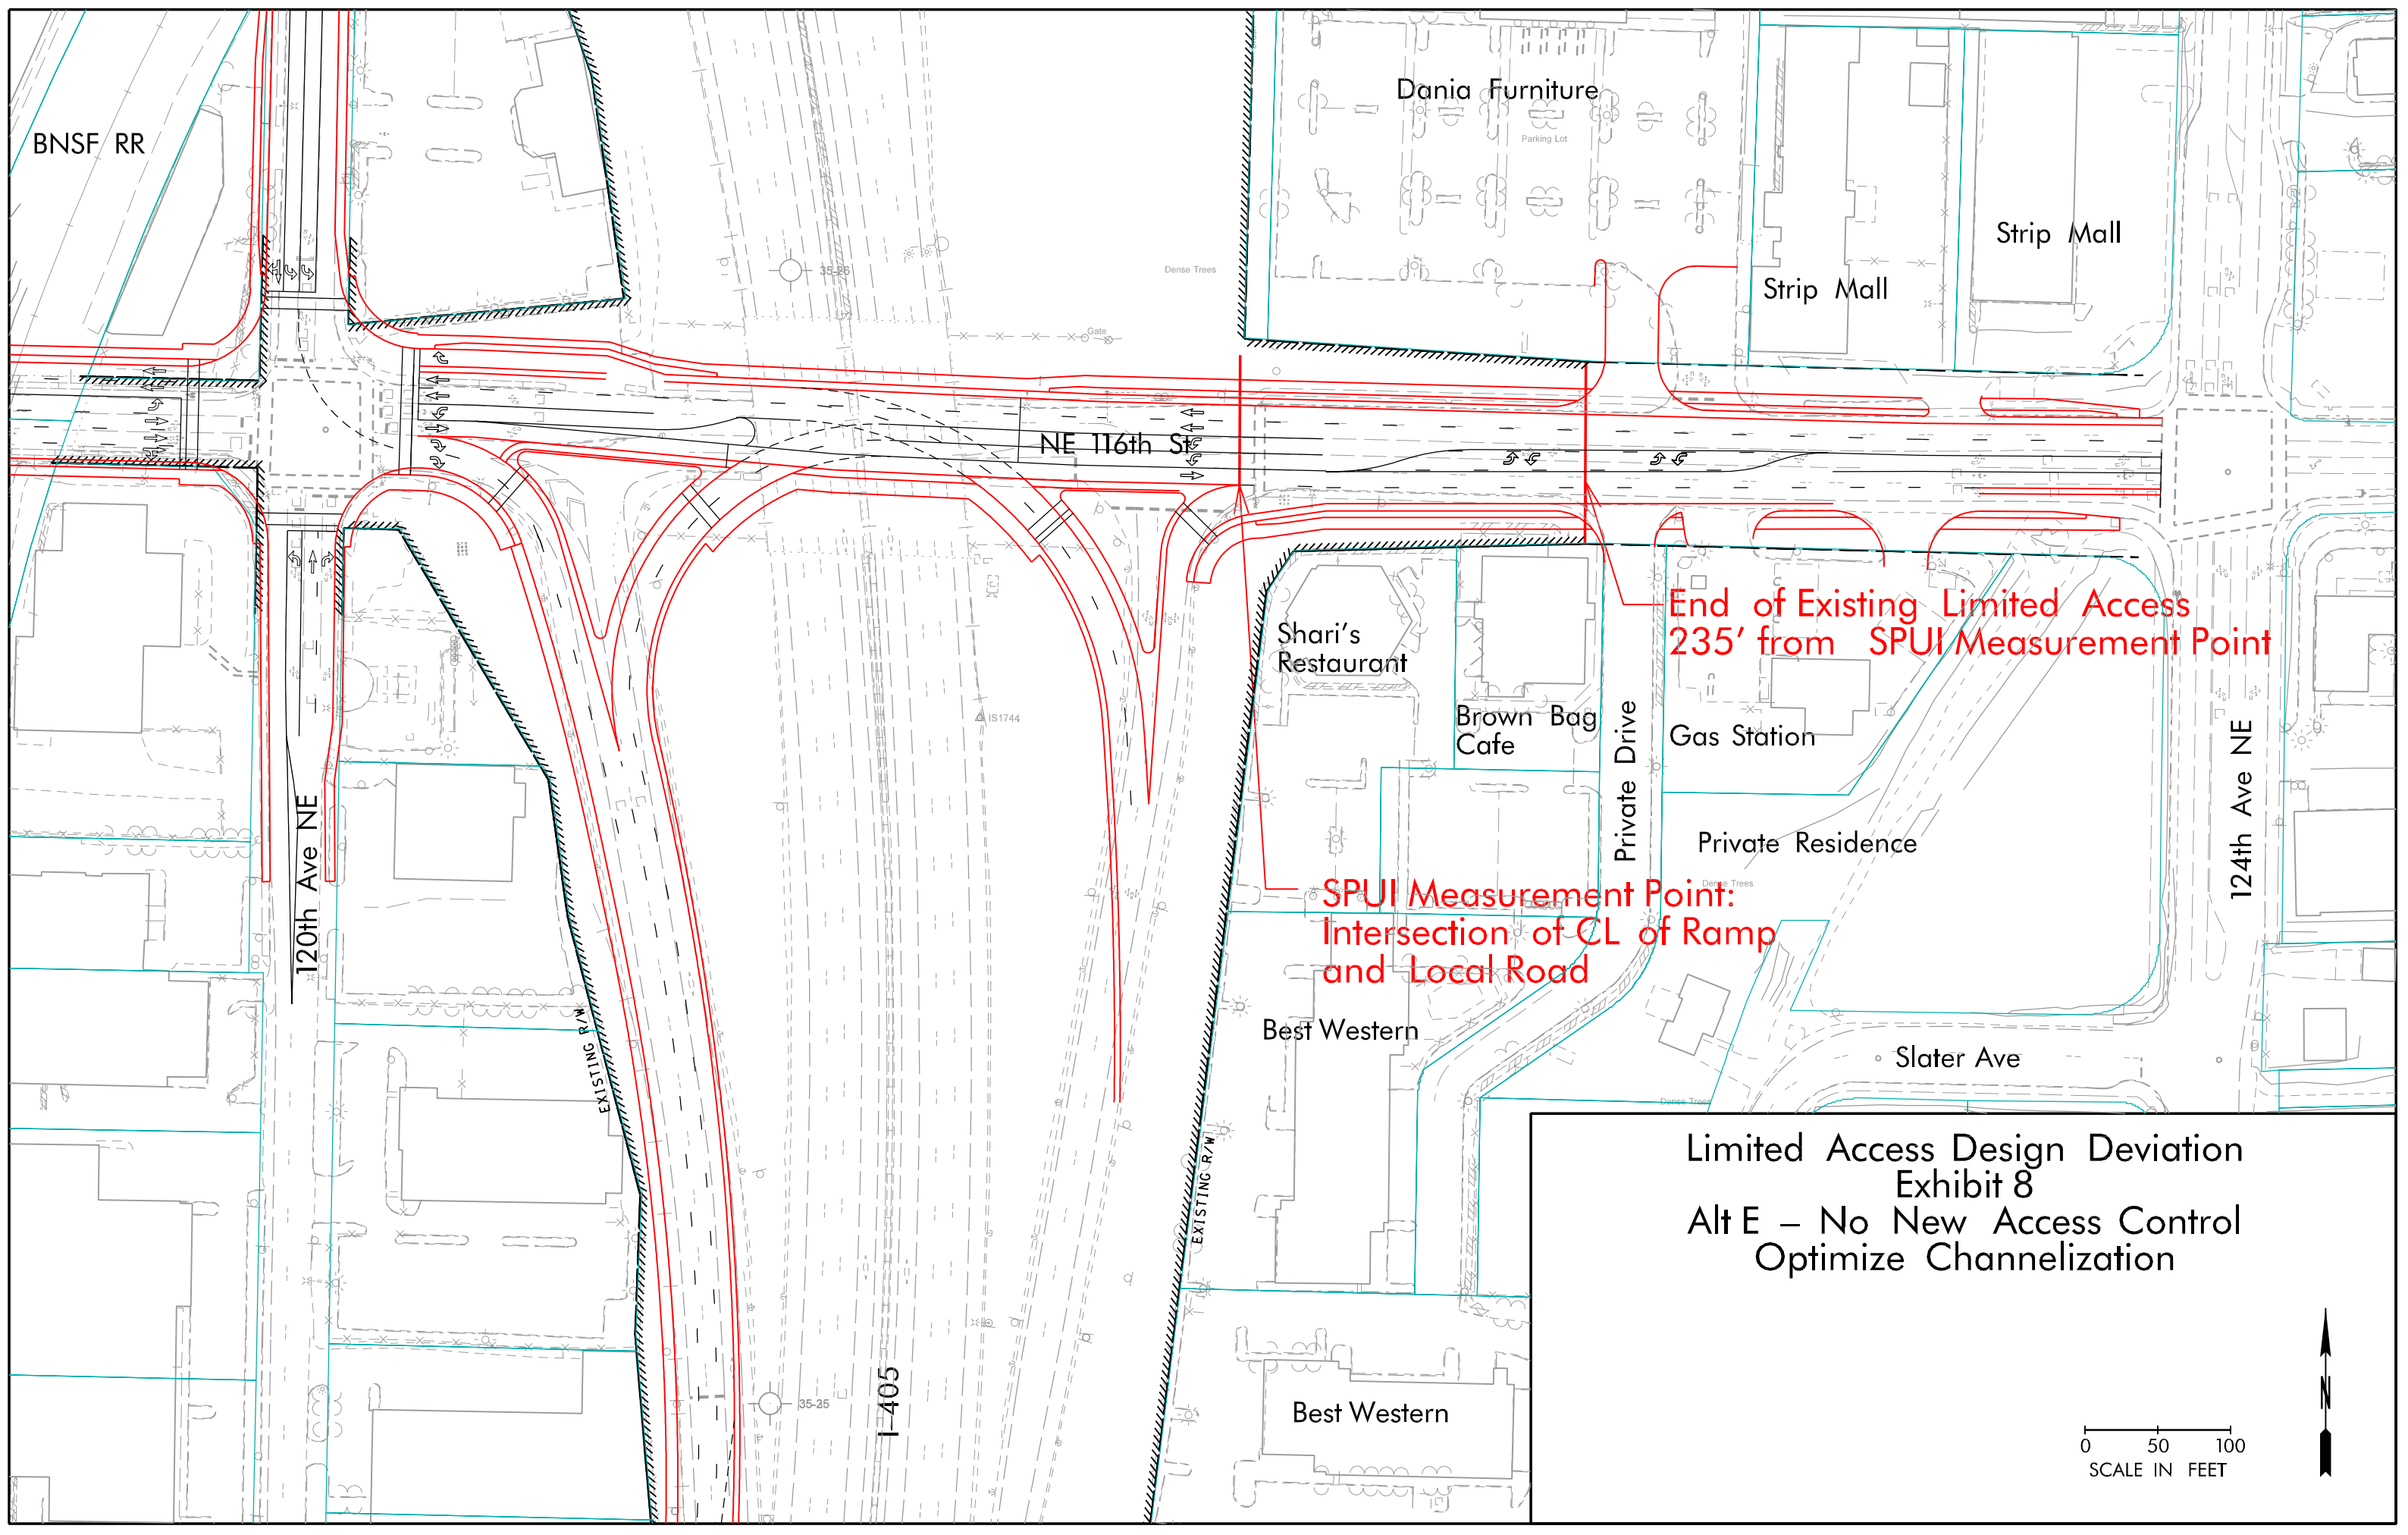 Dania Furniture
BNSF RR
Parking Lot
Strip Mall
Dense Trees
35-26
Strip Mall
Gate
NE 116th St
End of Existing Limited Access
235' from SPUI Measurement Point
Shari's
Restaurant
IS1744
Brown Bag
Cafe
Private Drive
Gas Station
124th Ave NE
120th Ave NE
Private Residence
Dense Trees
SPUI Measurement Point:
Intersection of CL of Ramp
and Local Road
Best Western
EXISTING R/W
Slater Ave
Dense Trees
EXISTING R/W
Limited Access Design Deviation
Exhibit 8
Alt E – No New Access Control
Optimize Channelization
I-405
35-25
Best Western
N
0 50 100
SCALE IN FEET